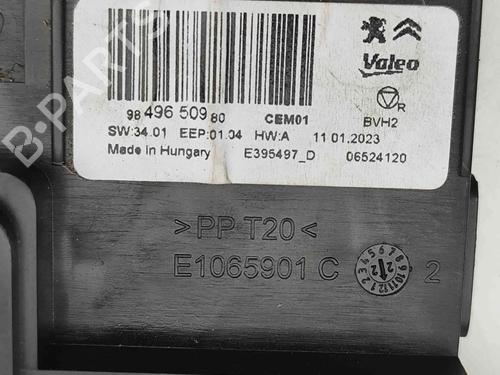 B-PARTS
Valeo
R
98 496 509 80 CEM01 BVH2
SW:34.01 EEP:01.04 HW:A 11 01.2023
Made in Hungary E395497_D 06524120
>PP T20<
E1065901 C 2